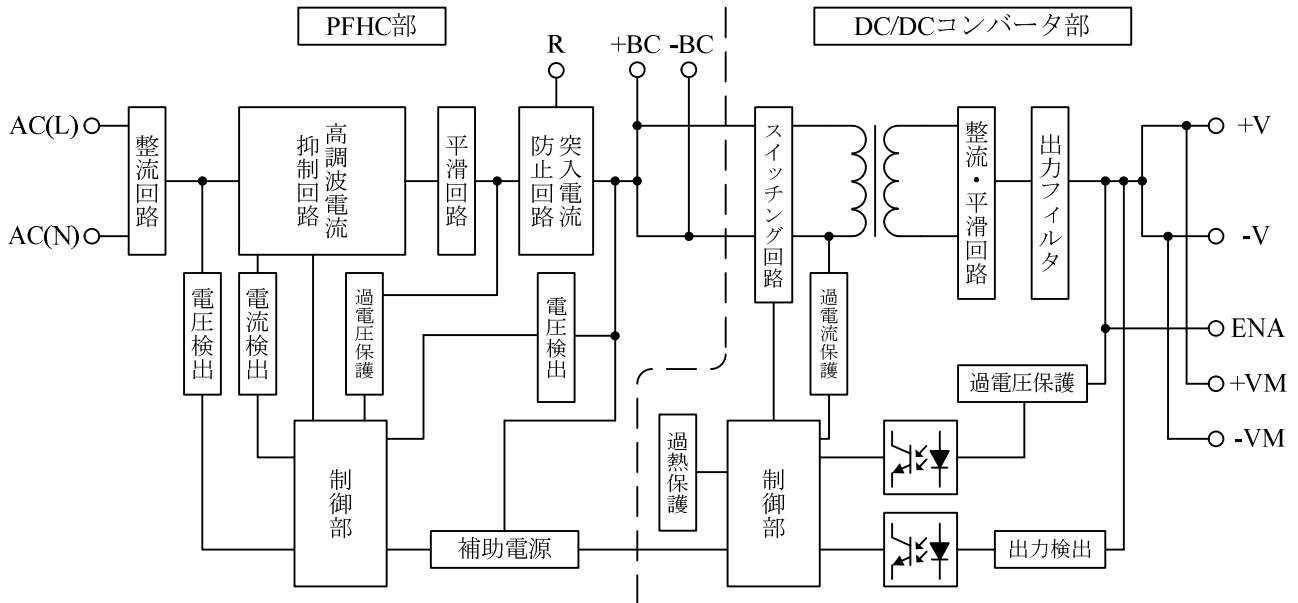 PFHC部
DC/DCコンバータ部
R
+BC
-BC
AC(L)
AC(N)
整流回路
高調波電流
抑制回路
平滑回路
突入電流
防止回路
スイッチング回路
整流・平滑回路
出力フィルタ
+V
-V
ENA
+VM
-VM
電圧検出
電流検出
過電圧保護
電圧検出
過電流保護
過電圧保護
制御部
過熱保護
制御部
補助電源
出力検出